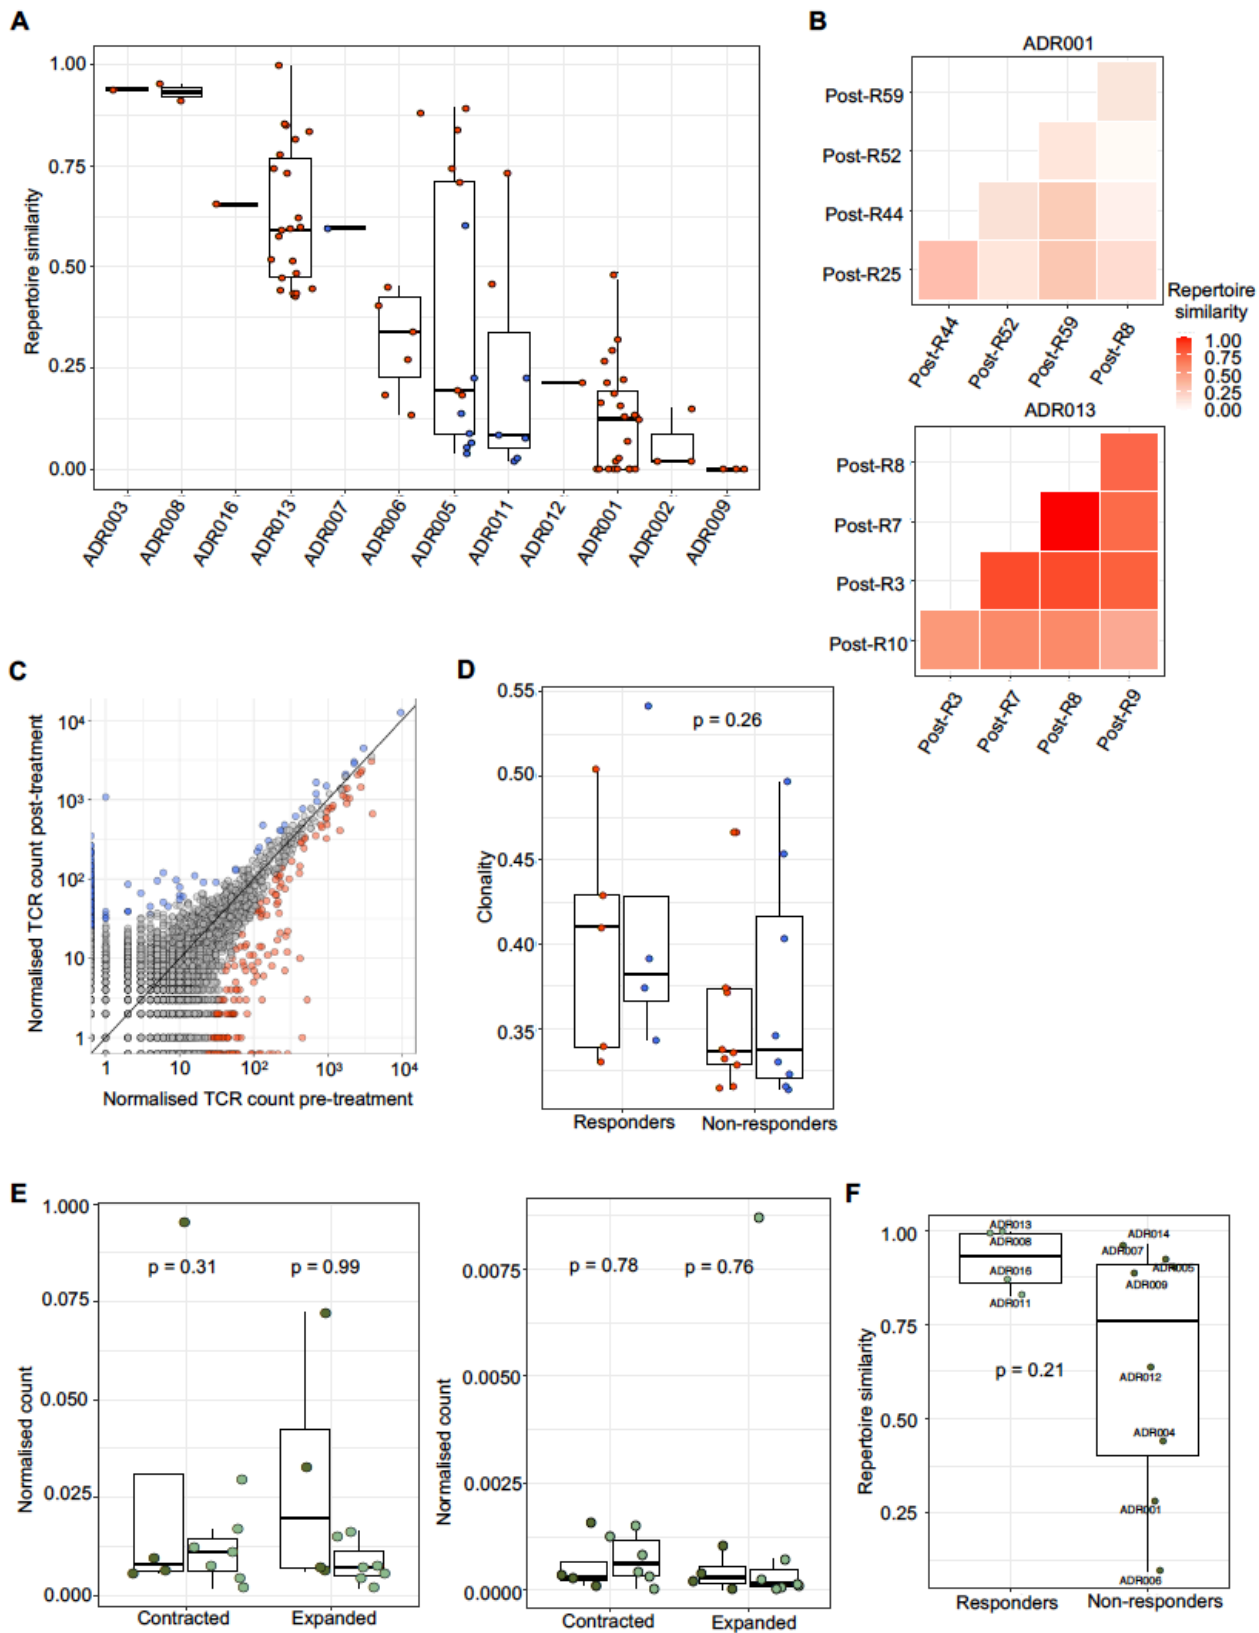 A
1.00
0.75
0.50
0.25
0.00
Repertoire similarity
ADR003
ADR008
ADR016
ADR013
ADR007
ADR006
ADR005
ADR011
ADR012
ADR001
ADR002
ADR009
B
ADR001
Post-R59
Post-R52
Post-R44
Post-R25
Post-R44
Post-R52
Post-R59
Post-R8
Repertoire
similarity
1.00
0.75
0.50
0.25
0.00
ADR013
Post-R8
Post-R7
Post-R3
Post-R10
Post-R3
Post-R7
Post-R8
Post-R9
C
10⁴
10³
10²
10
1
Normalised TCR count post-treatment
1
10
10²
10³
10⁴
Normalised TCR count pre-treatment
D
0.55
0.50
0.45
0.40
0.35
Clonality
p = 0.26
Responders
Non-responders
E
1.000
0.075
0.050
0.025
0.000
Normalised count
p = 0.31
p = 0.99
Contracted
Expanded
0.0075
0.0050
0.0025
0.0000
Normalised count
p = 0.78
p = 0.76
Contracted
Expanded
F
1.00
0.75
0.50
0.25
Repertoire similarity
ADR013
ADR008
ADR016
ADR011
p = 0.21
ADR014
ADR007
ADR005
ADR009
ADR012
ADR004
ADR001
ADR006
Responders
Non-responders